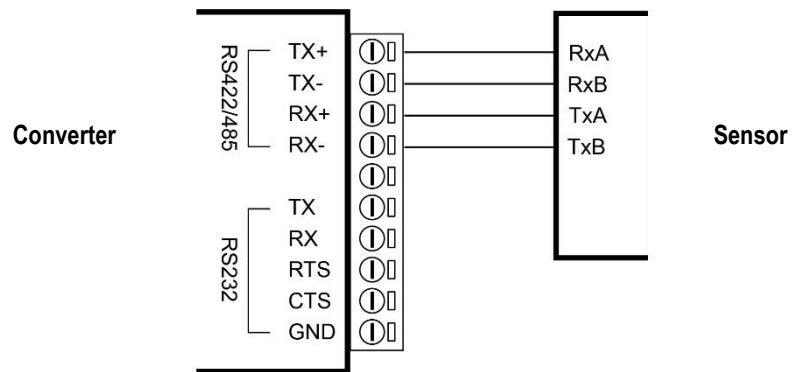 Converter
RS422/485
TX+
TX-
RX+
RX-
RS232
TX
RX
RTS
CTS
GND
RxA
RxB
TxA
TxB
Sensor